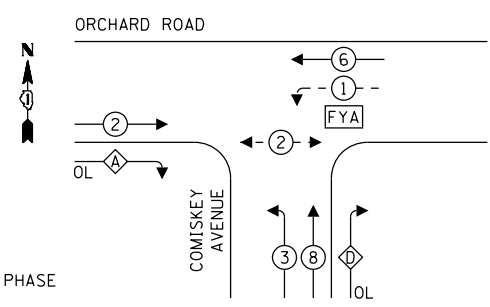 ORCHARD ROAD
N
6
1
FYA
2
2
A
OL
COMISKEY
AVENUE
3
8
D
PHASE
OL